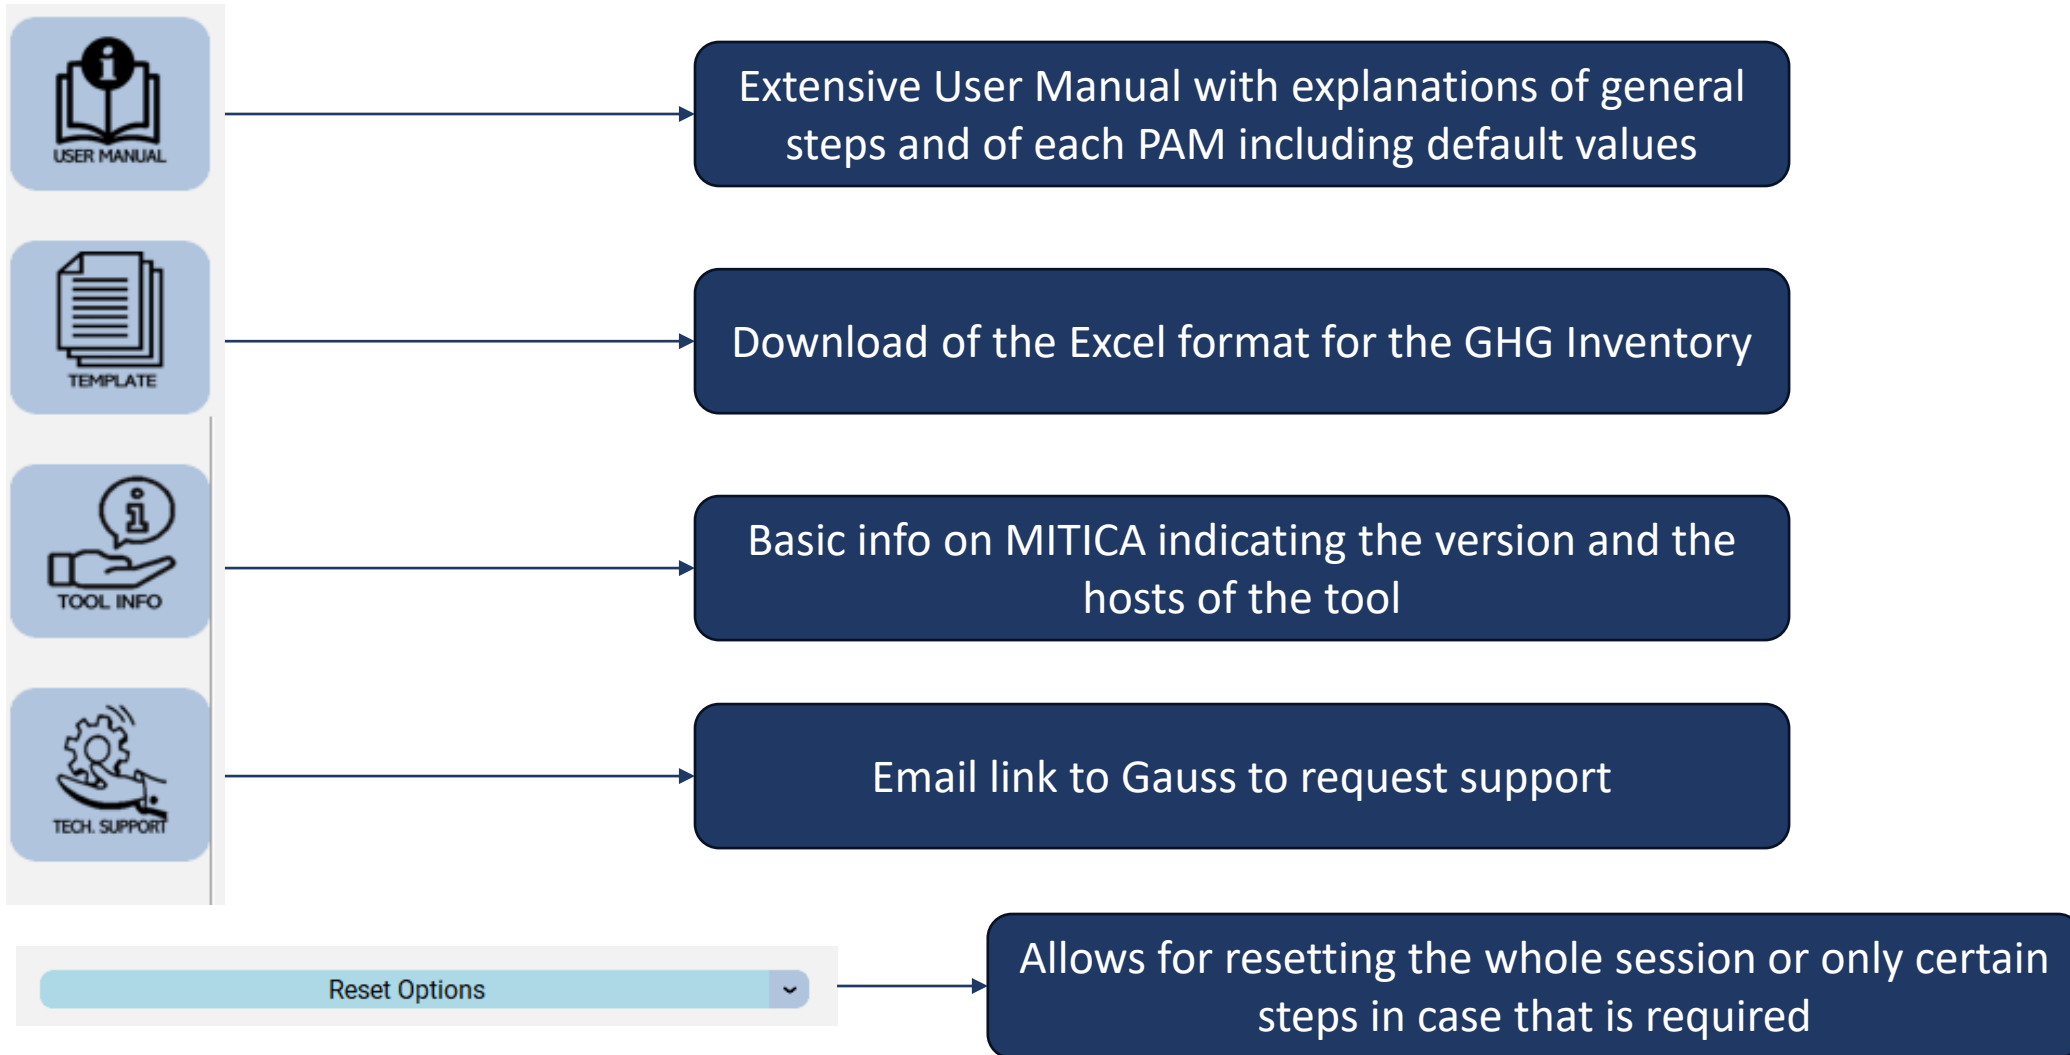 USER MANUAL
Extensive User Manual with explanations of general
steps and of each PAM including default values
TEMPLATE
Download of the Excel format for the GHG Inventory
TOOL INFO
Basic info on MITICA indicating the version and the
hosts of the tool
TECH. SUPPORT
Email link to Gauss to request support
Reset Options
Allows for resetting the whole session or only certain
steps in case that is required